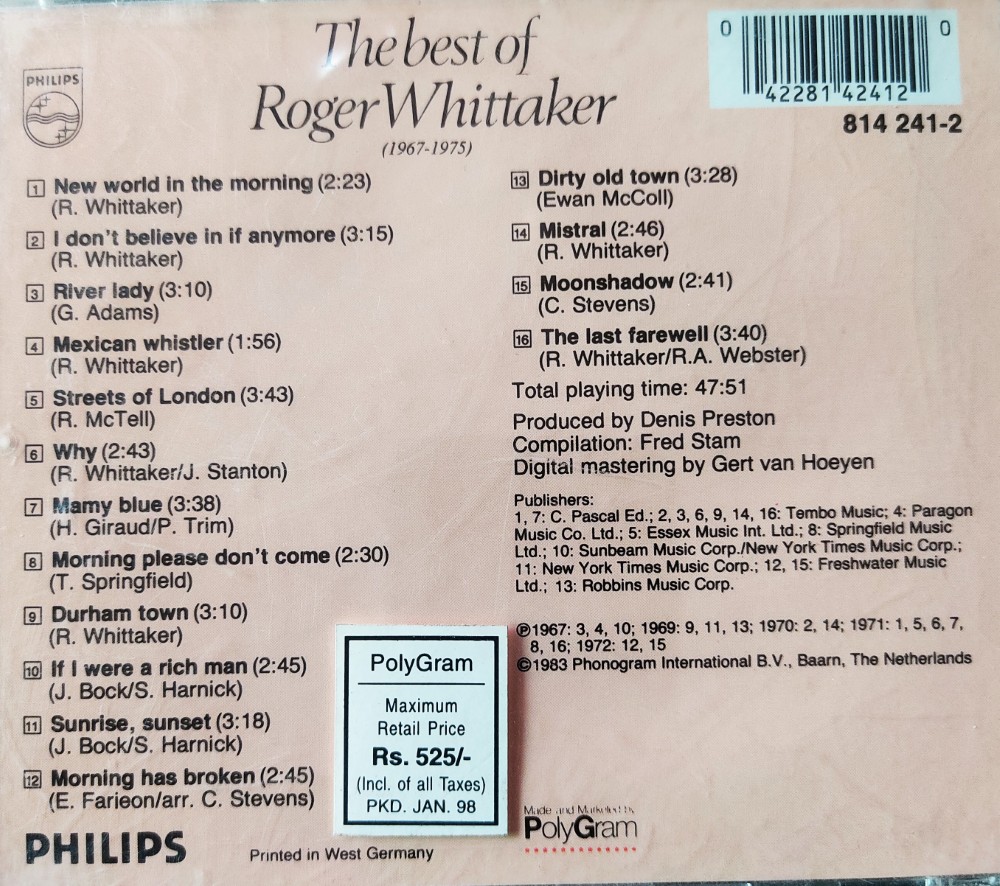 PHILIPS
The best of
Roger Whittaker
(1967-1975)
0 42281 42412 0
814 241-2
1 New world in the morning (2:23)
(R. Whittaker)
2 I don't believe in if anymore (3:15)
(R. Whittaker)
3 River lady (3:10)
(G. Adams)
4 Mexican whistler (1:56)
(R. Whittaker)
5 Streets of London (3:43)
(R. McTell)
6 Why (2:43)
(R. Whittaker/J. Stanton)
7 Mamy blue (3:38)
(H. Giraud/P. Trim)
8 Morning please don't come (2:30)
(T. Springfield)
9 Durham town (3:10)
(R. Whittaker)
10 If I were a rich man (2:45)
(J. Bock/S. Harnick)
11 Sunrise, sunset (3:18)
(J. Bock/S. Harnick)
12 Morning has broken (2:45)
(E. Farieon/arr. C. Stevens)
13 Dirty old town (3:28)
(Ewan McColl)
14 Mistral (2:46)
(R. Whittaker)
15 Moonshadow (2:41)
(C. Stevens)
16 The last farewell (3:40)
(R. Whittaker/R.A. Webster)
Total playing time: 47:51
Produced by Denis Preston
Compilation: Fred Stam
Digital mastering by Gert van Hoeyen
Publishers:
1, 7: C. Pascal Ed.; 2, 3, 6, 9, 14, 16: Tembo Music; 4: Paragon
Music Co. Ltd.; 5: Essex Music Int. Ltd.; 8: Springfield Music
Ltd.; 10: Sunbeam Music Corp./New York Times Music Corp.;
11: New York Times Music Corp.; 12, 15: Freshwater Music
Ltd.; 13: Robbins Music Corp.
℗1967: 3, 4, 10; 1969: 9, 11, 13; 1970: 2, 14; 1971: 1, 5, 6, 7,
8, 16; 1972: 12, 15
©1983 Phonogram International B.V., Baarn, The Netherlands
PolyGram
Maximum
Retail Price
Rs. 525/-
(Incl. of all Taxes)
PKD. JAN. 98
Made and Marketed by
PolyGram
PHILIPS
Printed in West Germany